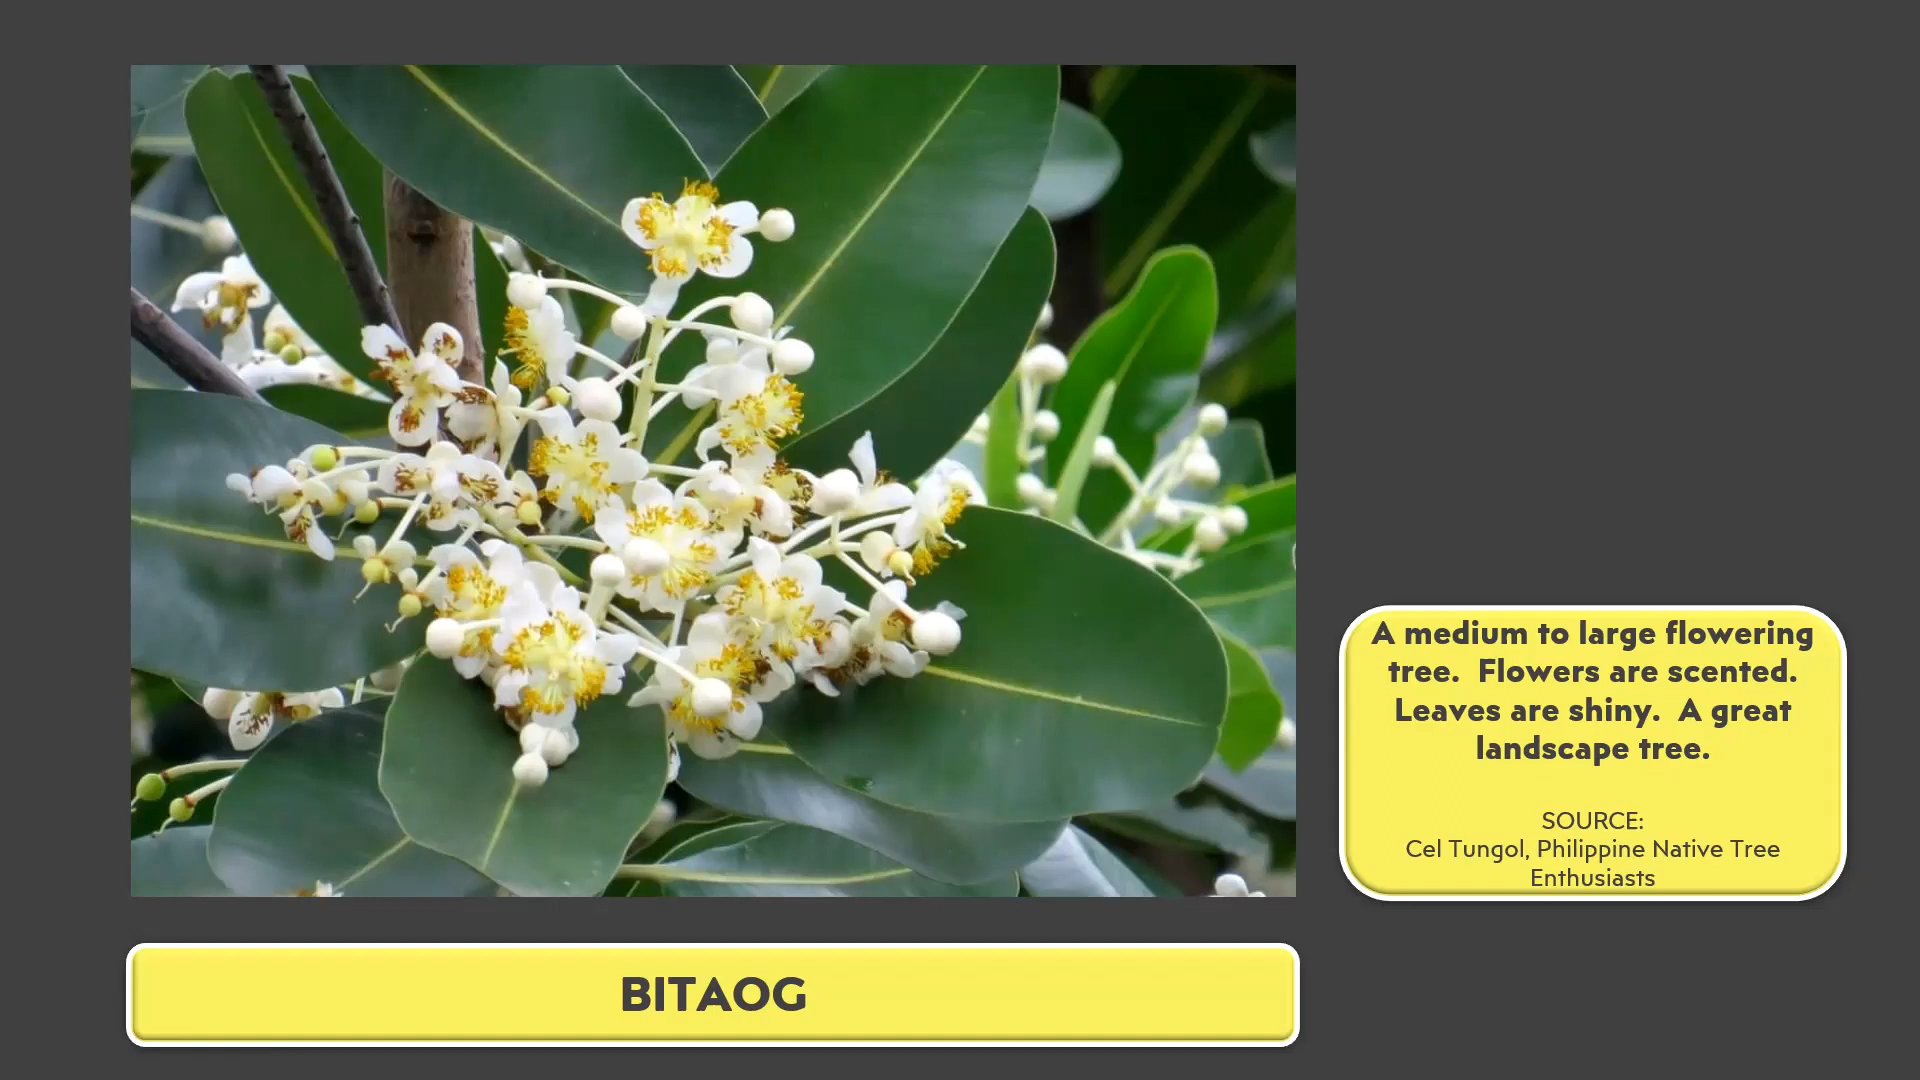 A medium to large flowering
tree.  Flowers are scented.
Leaves are shiny.  A great
landscape tree.
SOURCE:
Cel Tungol, Philippine Native Tree
Enthusiasts
BITAOG